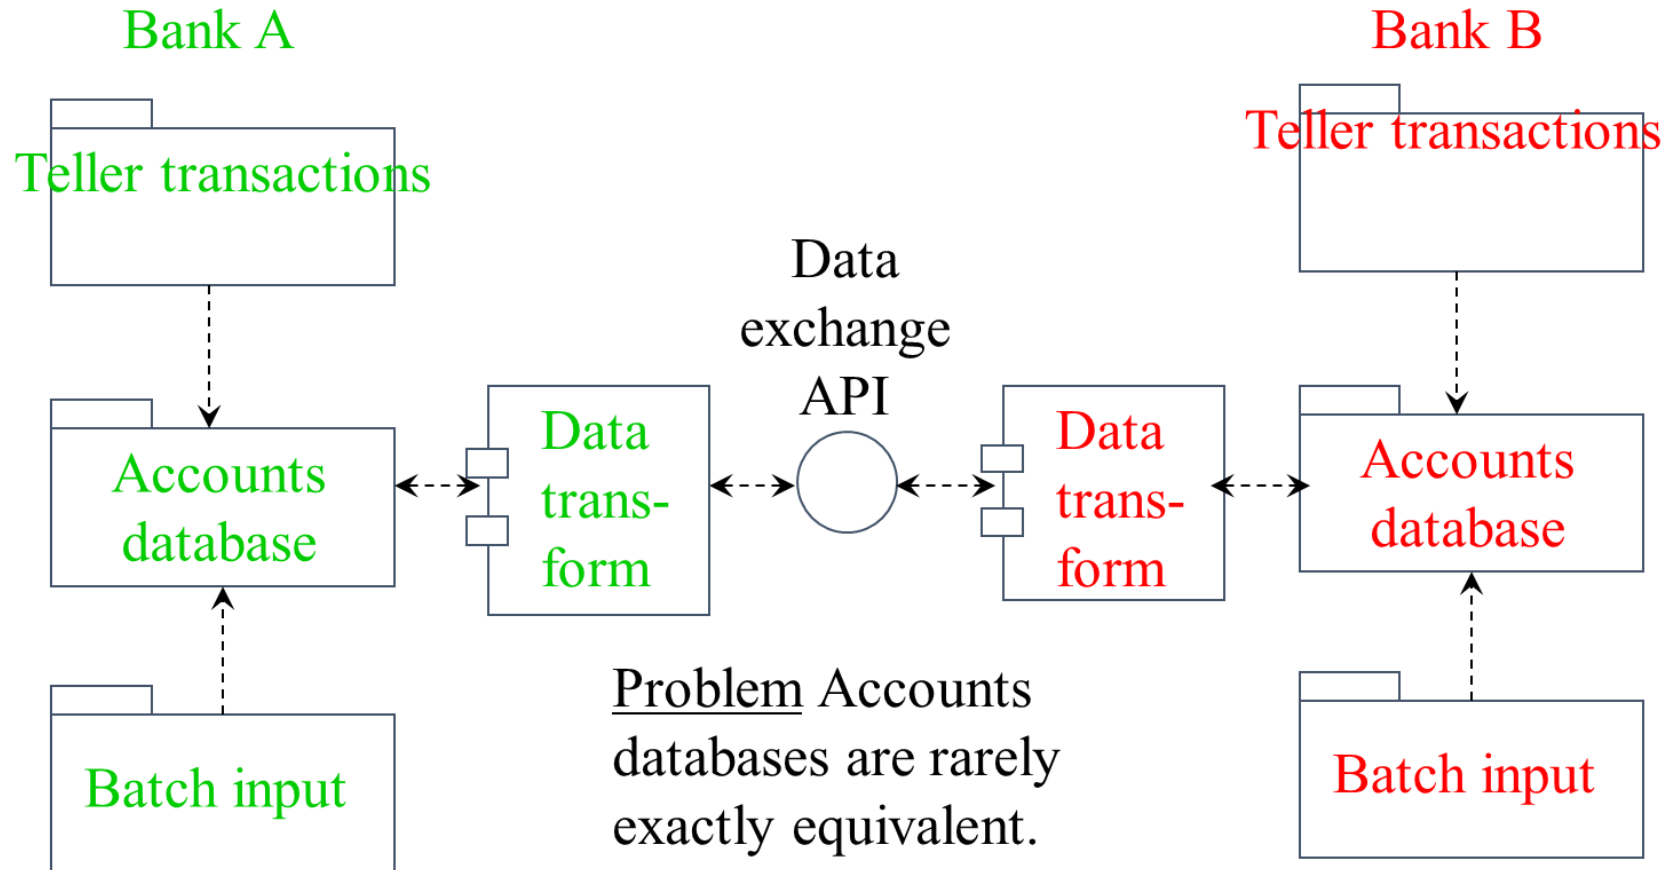 Bank A
Bank B
Teller transactions
Teller transactions
Data
exchange
API
Accounts
database
Data
trans-
form
Data
trans-
form
Accounts
database
Batch input
Problem Accounts
databases are rarely
exactly equivalent.
Batch input